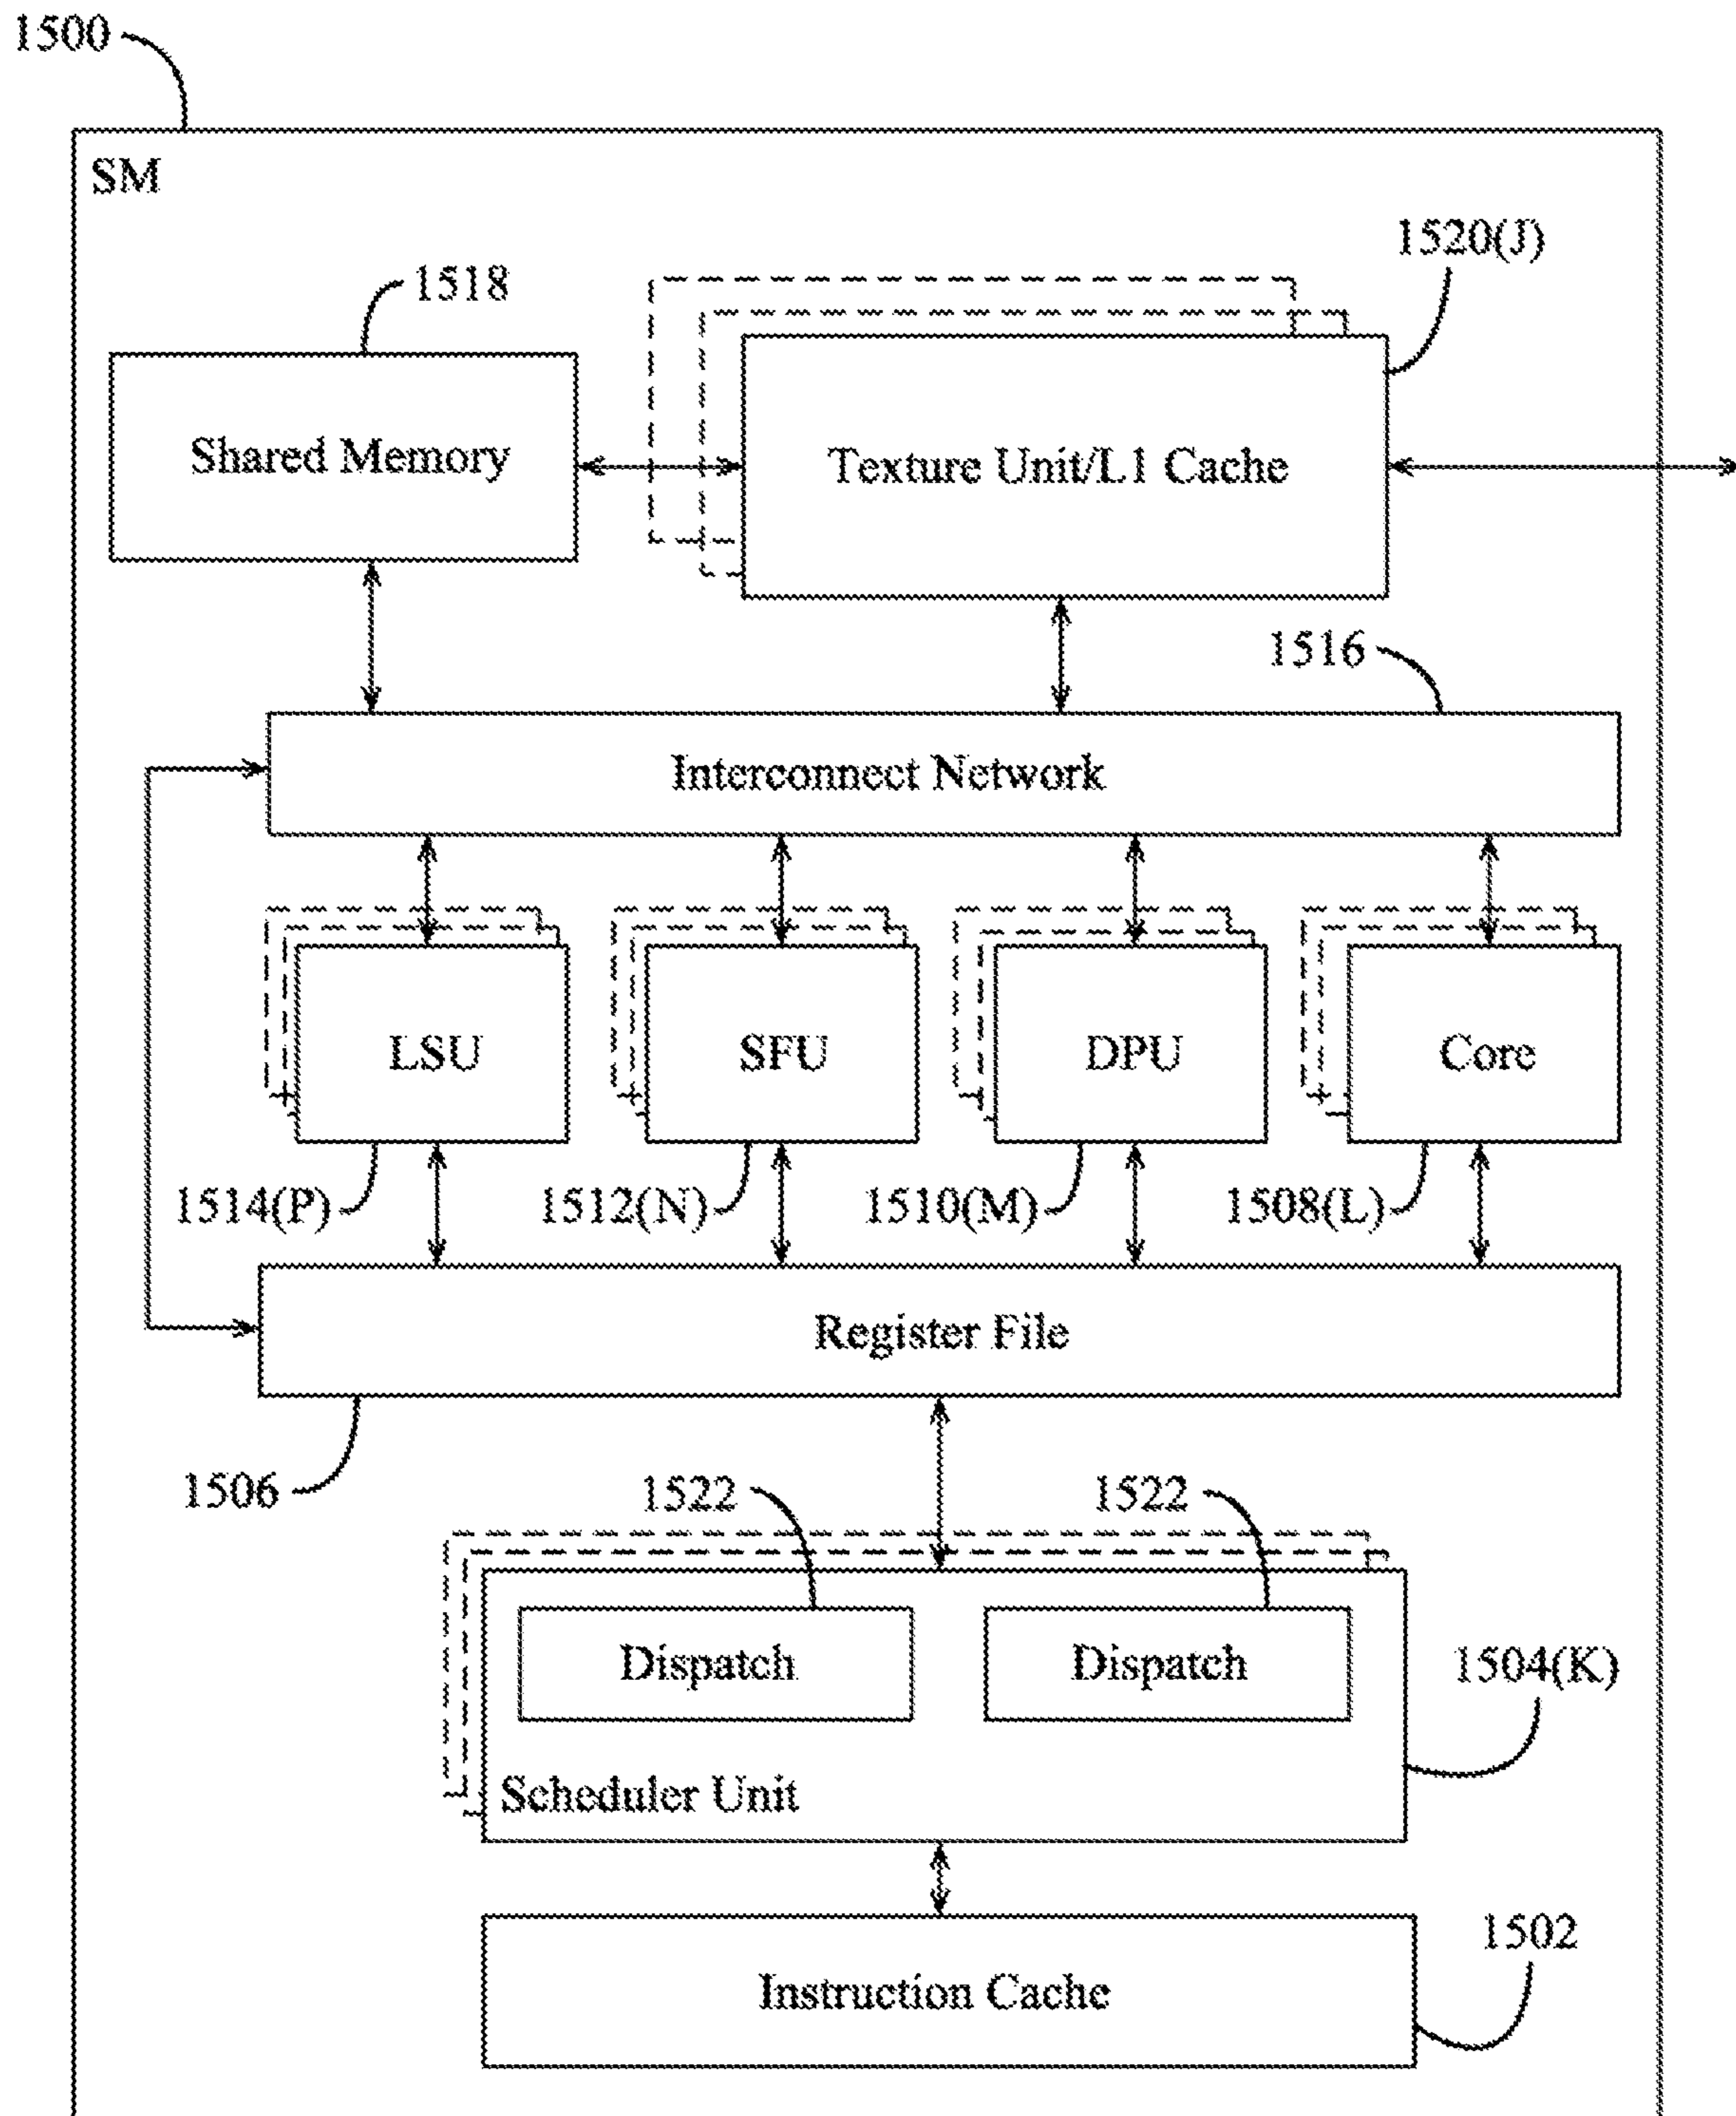 1500
SM
1520(J)
1518
Shared Memory
Texture Unit/L1 Cache
1516
Interconnect Network
LSU
SFU
DPU
Core
1514(P)
1512(N)
1510(M)
1508(L)
Register File
1506
1522
1522
Dispatch
Dispatch
1504(K)
Scheduler Unit
1502
Instruction Cache